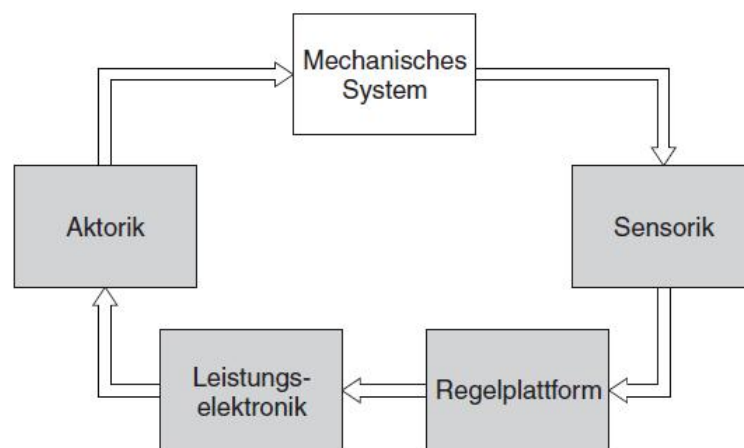 Mechanisches
System
Aktorik
Sensorik
Leistungs-
elektronik
Regelplattform